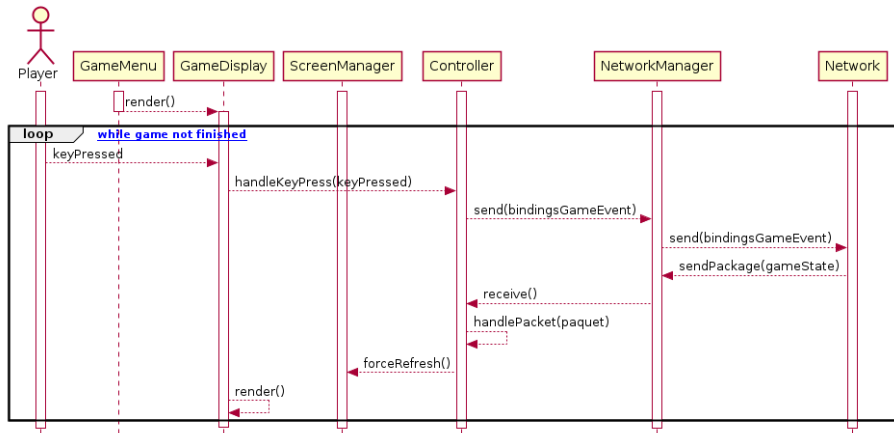 Player
GameMenu
GameDisplay
ScreenManager
Controller
NetworkManager
Network
render()
loop
while game not finished
keyPressed
handleKeyPress(keyPressed)
send(bindingsGameEvent)
send(bindingsGameEvent)
sendPackage(gameState)
receive()
handlePacket(paquet)
forceRefresh()
render()